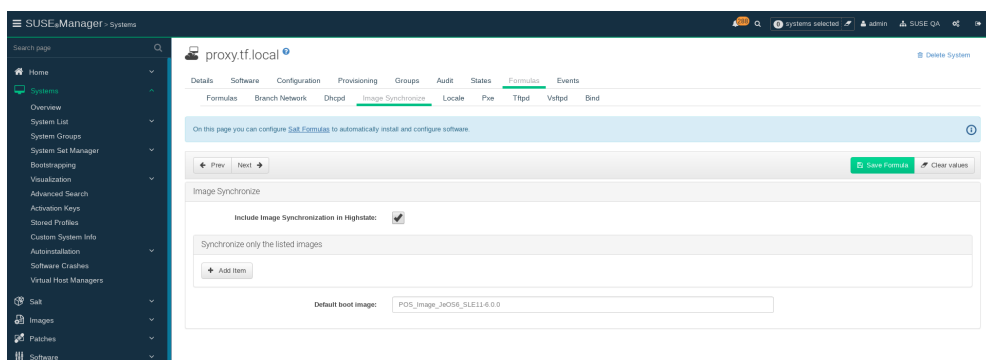 SUSE®Manager > Systems
systems selected
admin
SUSE QA
Search page
Home
Systems
Overview
System List
System Groups
System Set Manager
Bootstrapping
Visualization
Advanced Search
Activation Keys
Stored Profiles
Custom System Info
Autoinstallation
Software Crashes
Virtual Host Managers
Salt
Images
Patches
Software
proxy.tf.local ?
Delete System
Details Software Configuration Provisioning Groups Audit States Formulas Events
Formulas Branch Network Dhcpd Image Synchronize Locale Pxe Tftpd Vsftpd Bind
On this page you can configure Salt Formulas to automatically install and configure software.
Prev Next
Save Formula Clear values
Image Synchronize
Include Image Synchronization in Highstate:
Synchronize only the listed images
+ Add Item
Default boot image: POS_Image_JeOS6_SLE11-6.0.0